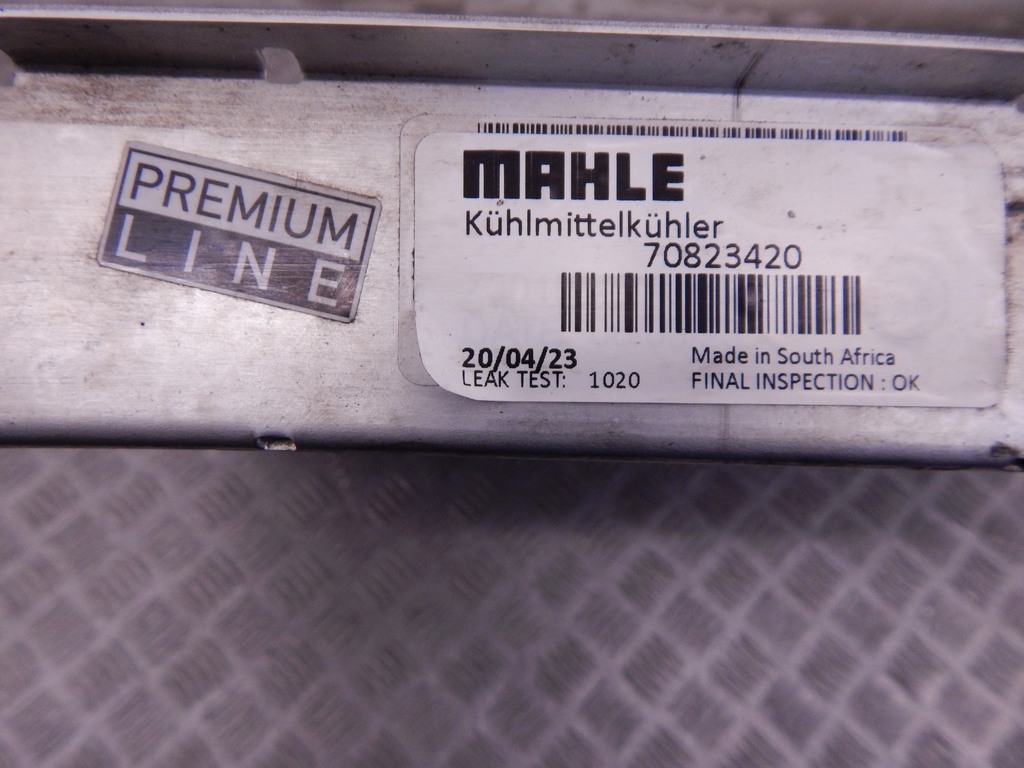 PREMIUM
LINE
MAHLE
Kühlmittelkühler
70823420
20/04/23
Made in South Africa
LEAK TEST: 1020
FINAL INSPECTION : OK